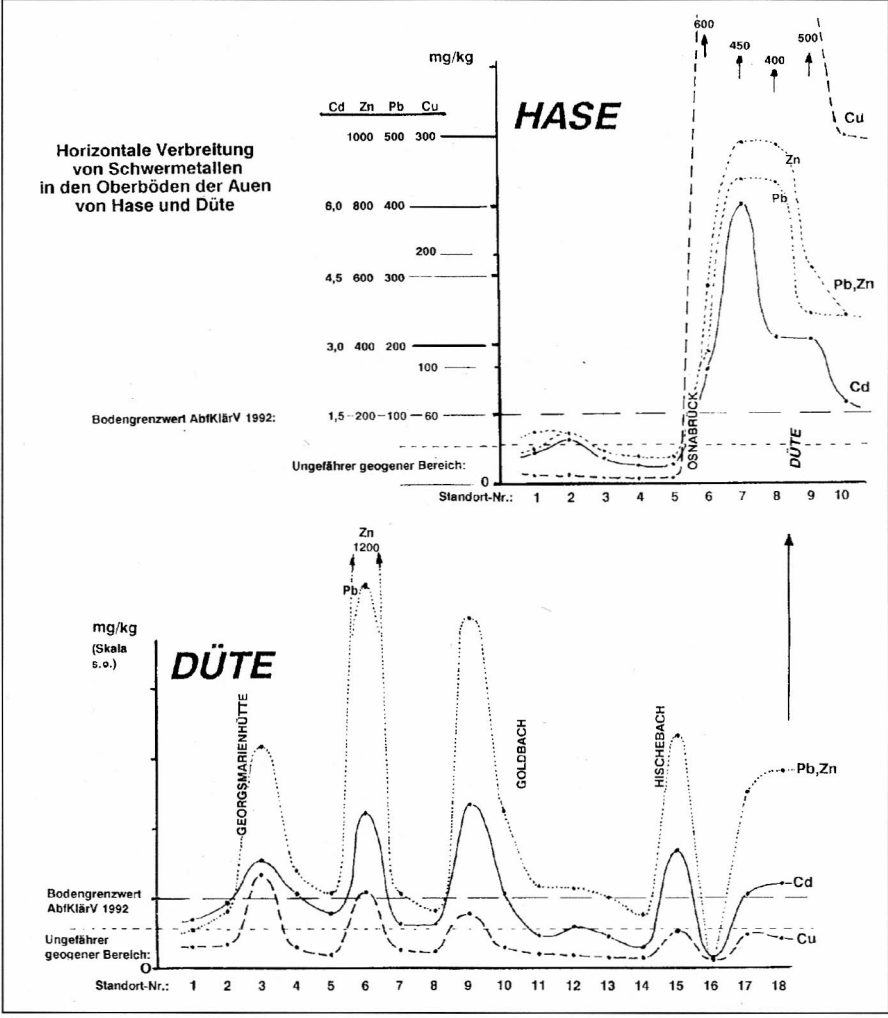 Horizontale Verbreitung
von Schwermetallen
in den Oberböden der Auen
von Hase und Düte
mg/kg
Cd Zn Pb Cu
1000 500 300
6,0 800 400
200
4,5 600 300
3,0 400 200
100
Bodengrenzwert AbfKlärV 1992: 1,5 200 100 60
Ungefährer geogener Bereich:
0
HASE
600
450
400
500
Cu
Zn
Pb
Pb,Zn
Cd
OSNABRÜCK
DÜTE
Standort-Nr.: 1 2 3 4 5 6 7 8 9 10
mg/kg
(Skala
s.o.)
DÜTE
Zn
1200
Pb
GEORGSMARIENHÜTTE
GOLDBACH
HISCHEBACH
Pb,Zn
Cd
Cu
Bodengrenzwert
AbfKlärV 1992
Ungefährer
geogener Bereich:
0
Standort-Nr.: 1 2 3 4 5 6 7 8 9 10 11 12 13 14 15 16 17 18